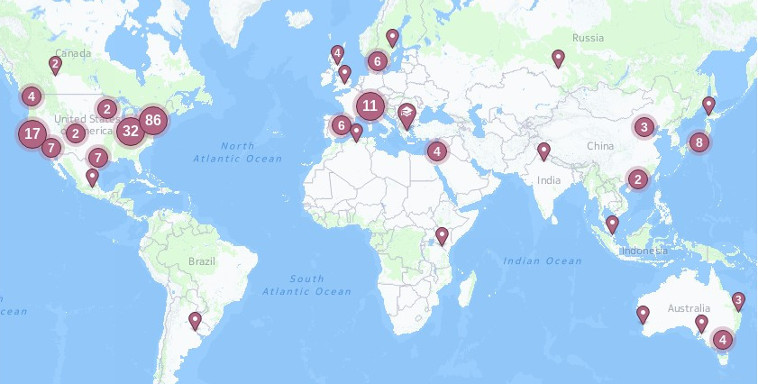 Russia
4
6
Canada
2
4
2
11
United States
of America
86
32
17
2
7
7
6
4
3
8
China
North
Atlantic Ocean
2
India
Indonesia
Brazil
Indian Ocean
South
Atlantic Ocean
3
Australia
4